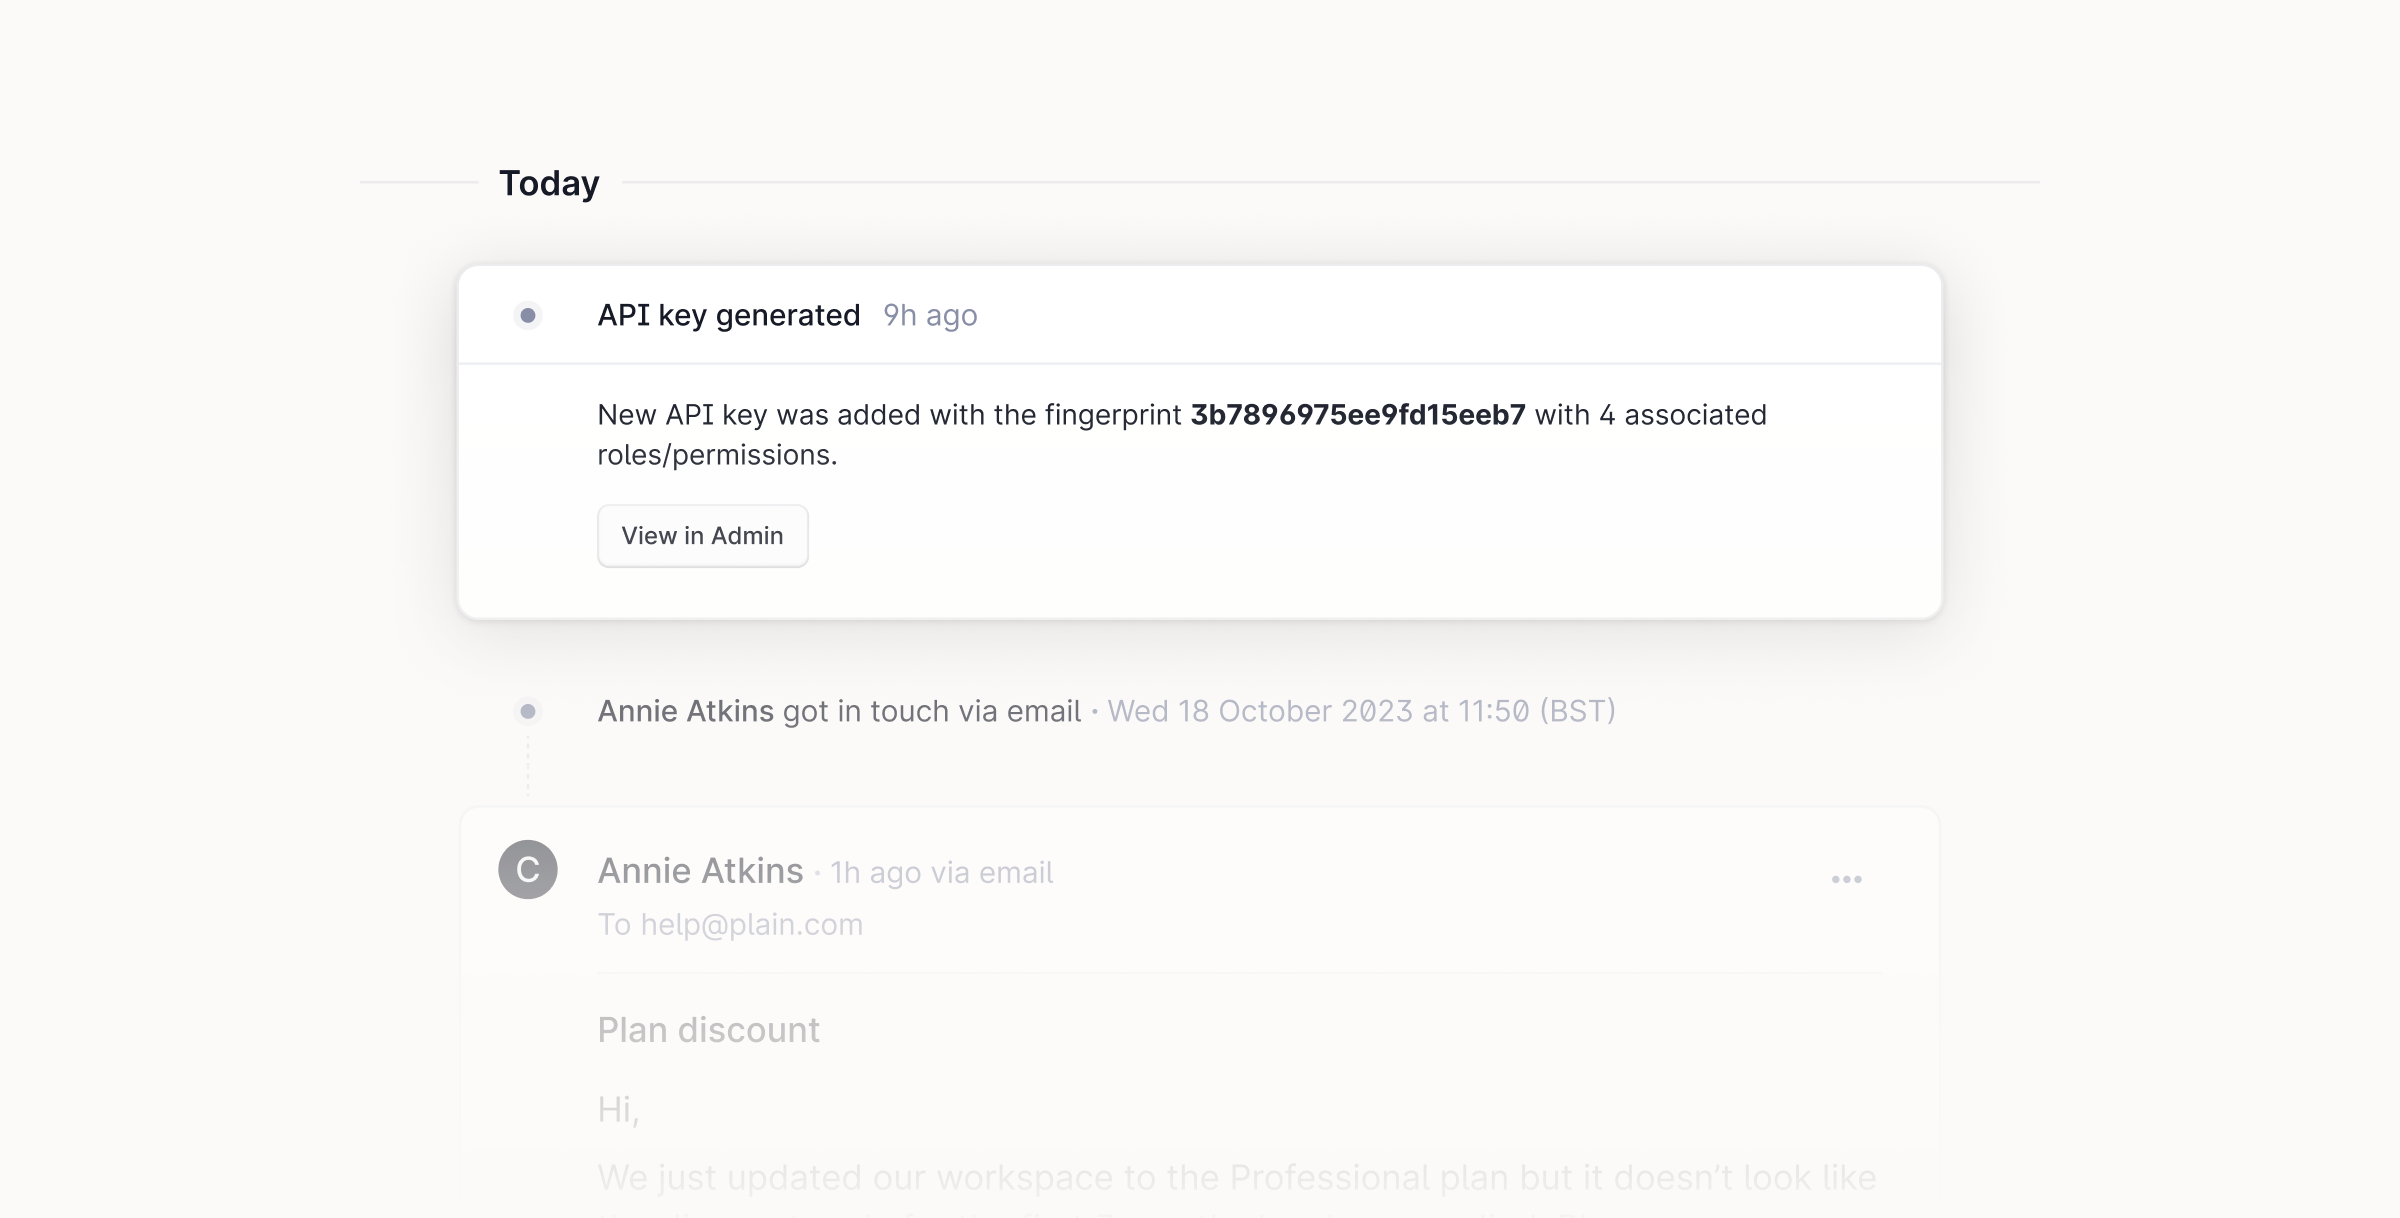 Today
API key generated 9h ago
New API key was added with the fingerprint 3b7896975ee9fd15eeb7 with 4 associated
roles/permissions.
View in Admin
Annie Atkins got in touch via email · Wed 18 October 2023 at 11:50 (BST)
C
Annie Atkins · 1h ago via email
To help@plain.com
Plan discount
Hi,
We just updated our workspace to the Professional plan but it doesn’t look like